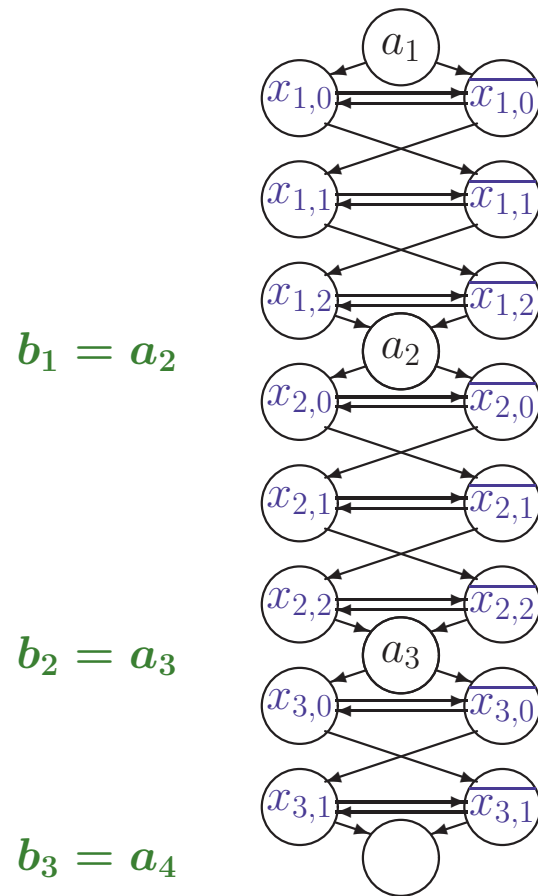 a₁
x₁,₀ x̅₁,₀
x₁,₁ x̅₁,₁
x₁,₂ x̅₁,₂
b₁ = a₂ a₂
x₂,₀ x̅₂,₀
x₂,₁ x̅₂,₁
x₂,₂ x̅₂,₂
b₂ = a₃ a₃
x₃,₀ x̅₃,₀
x₃,₁ x̅₃,₁
b₃ = a₄